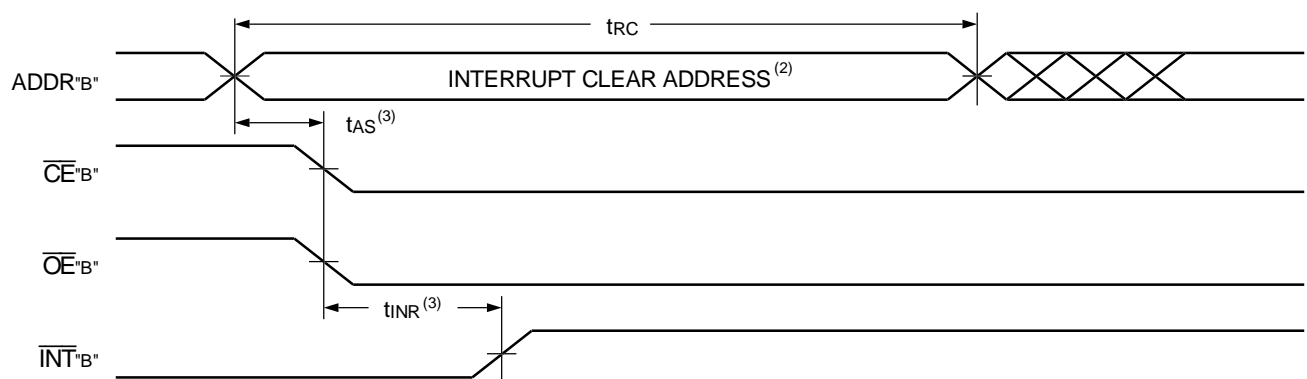 tRC
ADDR"B"
INTERRUPT CLEAR ADDRESS(2)
tAS(3)
CE"B"
OE"B"
tINR(3)
INT"B"